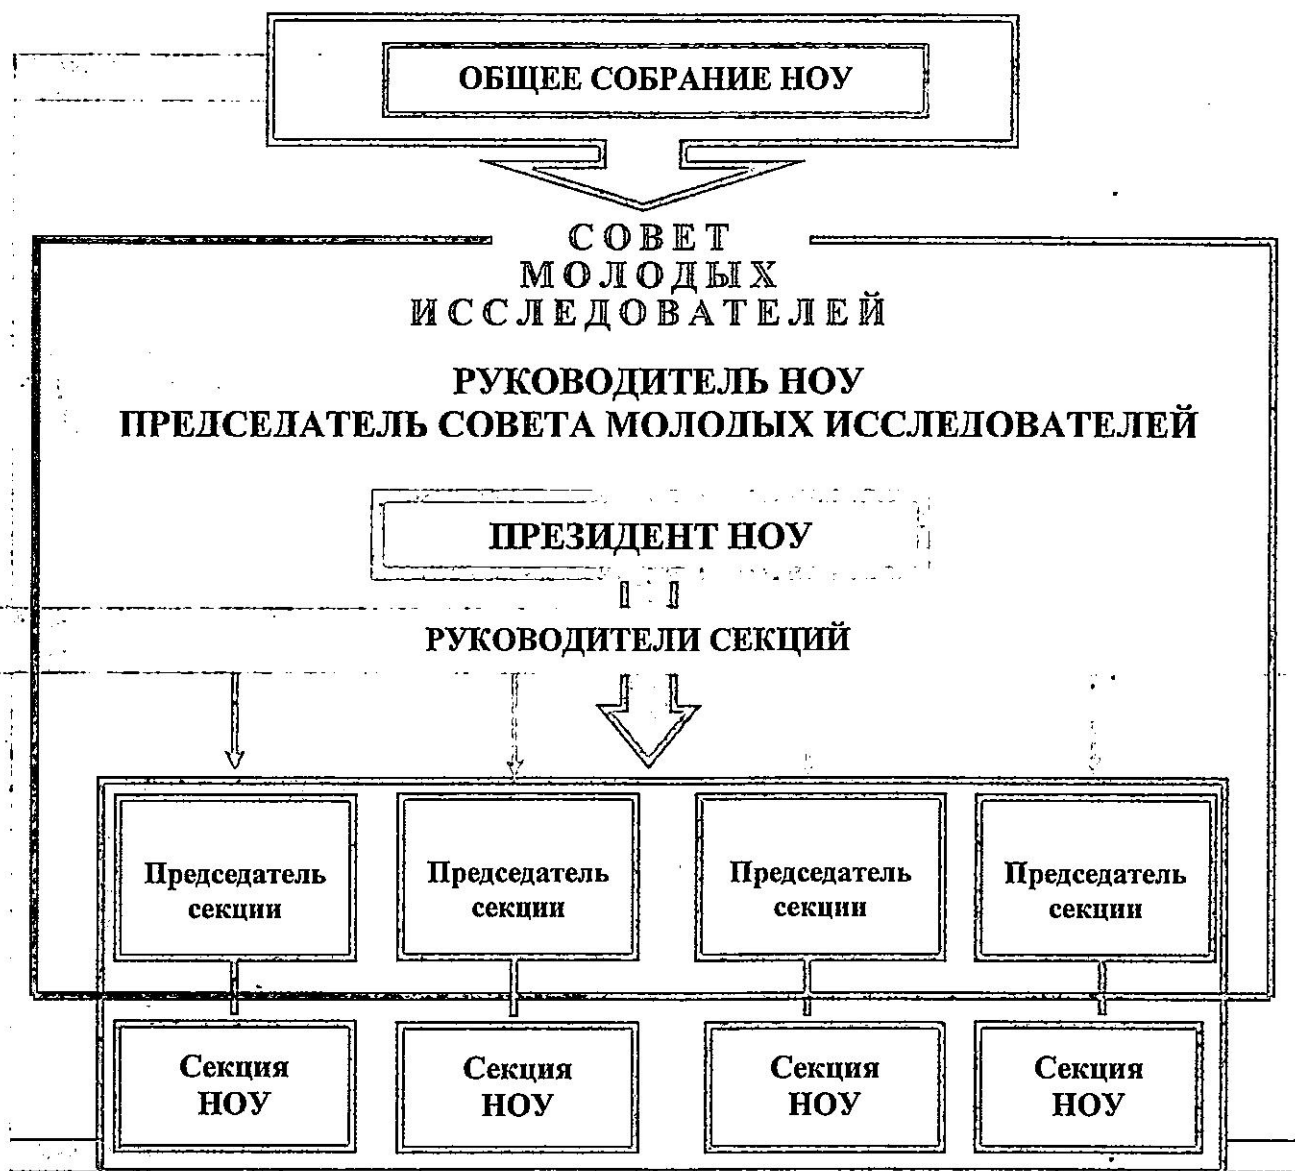 ОБЩЕЕ СОБРАНИЕ НОУ
СОВЕТ
МОЛОДЫХ
ИССЛЕДОВАТЕЛЕЙ
РУКОВОДИТЕЛЬ НОУ
ПРЕДСЕДАТЕЛЬ СОВЕТА МОЛОДЫХ ИССЛЕДОВАТЕЛЕЙ
ПРЕЗИДЕНТ НОУ
РУКОВОДИТЕЛИ СЕКЦИЙ
Председатель
секции
Председатель
секции
Председатель
секции
Председатель
секции
Секция
НОУ
Секция
НОУ
Секция
НОУ
Секция
НОУ